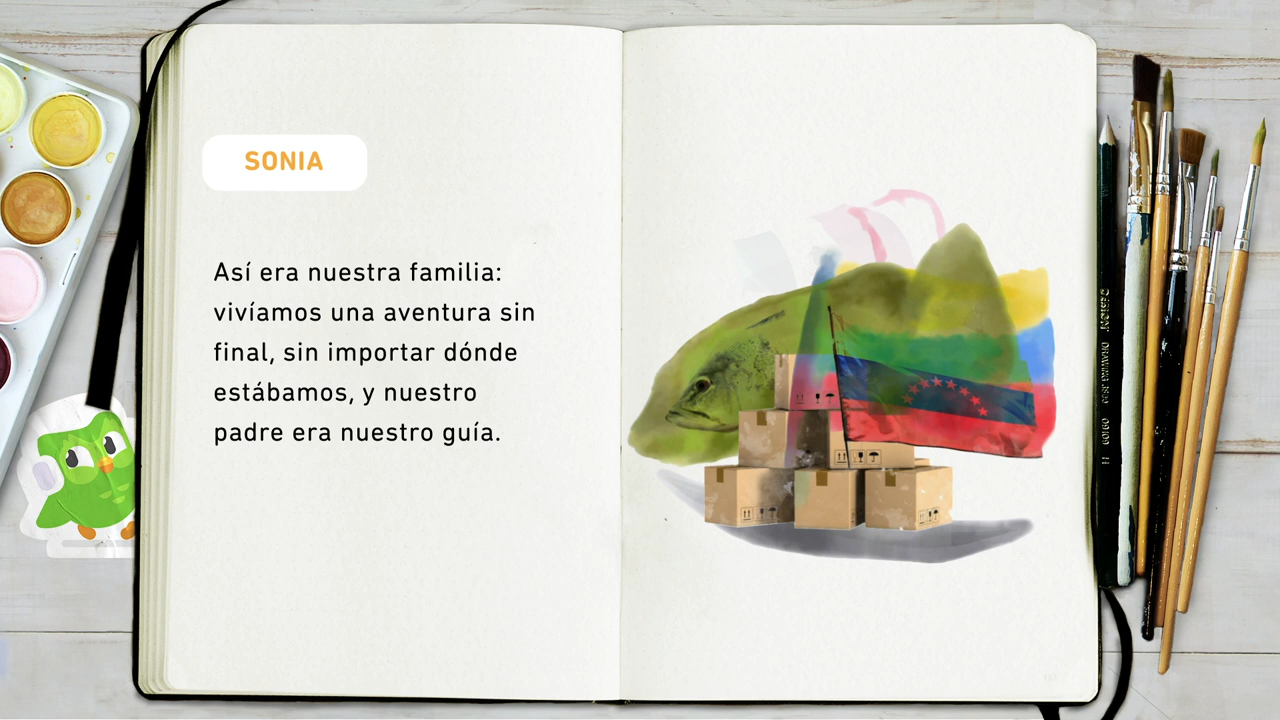 SONIA
Así era nuestra familia:
vivíamos una aventura sin
final, sin importar dónde
estábamos, y nuestro
padre era nuestro guía.